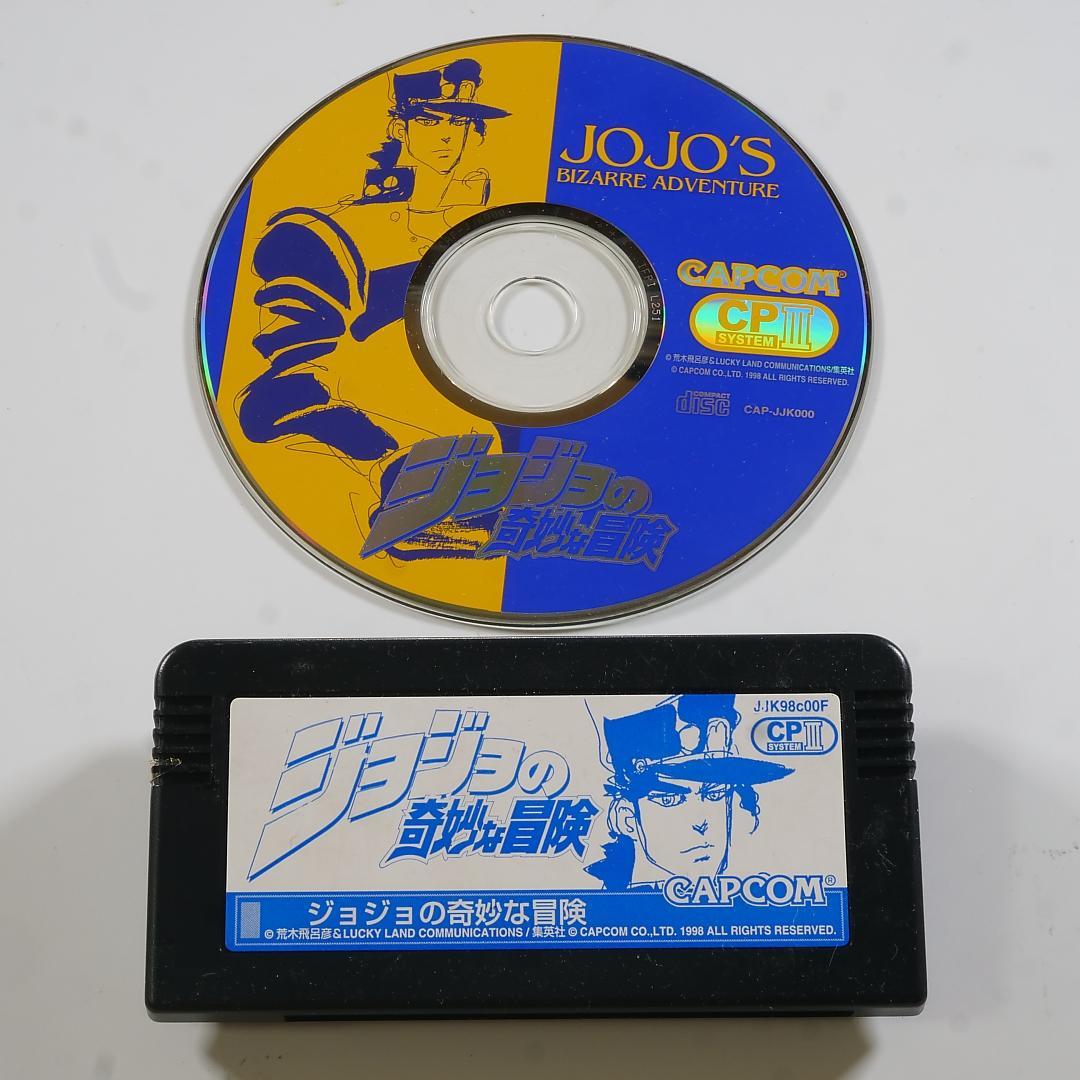 JOJO'S
BIZARRE ADVENTURE
CAPCOM®
CP III
SYSTEM
© 荒木飛呂彦&LUCKY LAND COMMUNICATIONS/集英社
© CAPCOM CO.,LTD. 1998 ALL RIGHTS RESERVED.
COMPACT
disc
CAP-JJK000
IFPI L251
ジョジョの
奇妙な冒険
JJK98c00F
CP III
SYSTEM
ジョジョの
奇妙な冒険
CAPCOM®
ジョジョの奇妙な冒険
© 荒木飛呂彦&LUCKY LAND COMMUNICATIONS / 集英社 © CAPCOM CO.,LTD. 1998 ALL RIGHTS RESERVED.